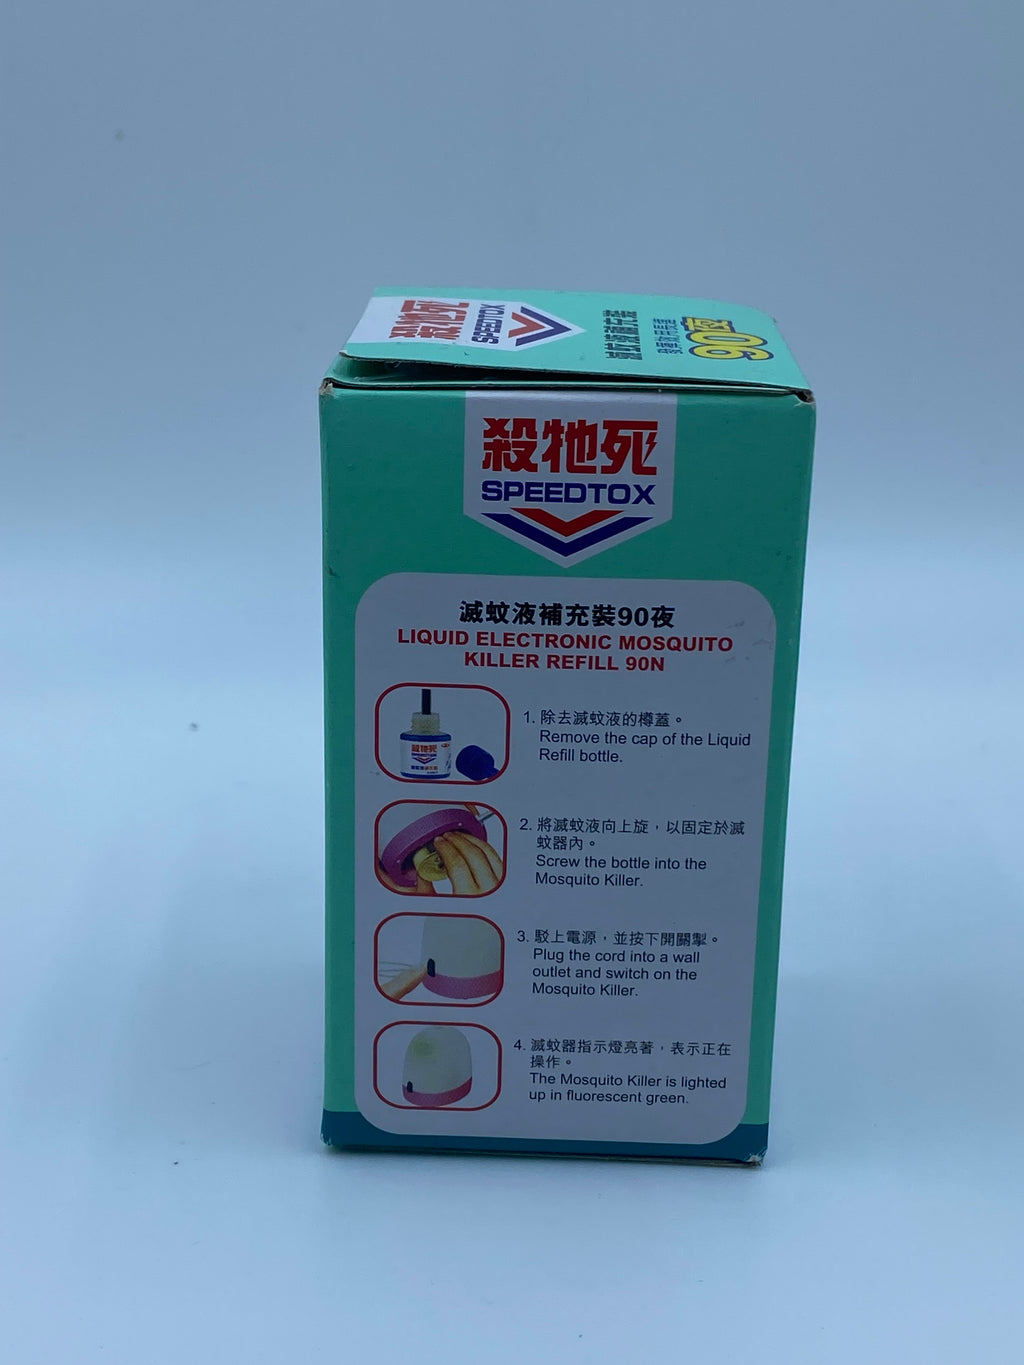 殺牠死
SPEEDTOX
90夜
殺牠死
SPEEDTOX
滅蚊液補充裝90夜
LIQUID ELECTRONIC MOSQUITO
KILLER REFILL 90N
1. 除去滅蚊液的樽蓋。
Remove the cap of the Liquid
Refill bottle.
2. 將滅蚊液向上旋，以固定於滅
蚊器內。
Screw the bottle into the
Mosquito Killer.
3. 駁上電源，並按下開關掣。
Plug the cord into a wall
outlet and switch on the
Mosquito Killer.
4. 滅蚊器指示燈亮著，表示正在
操作。
The Mosquito Killer is lighted
up in fluorescent green.